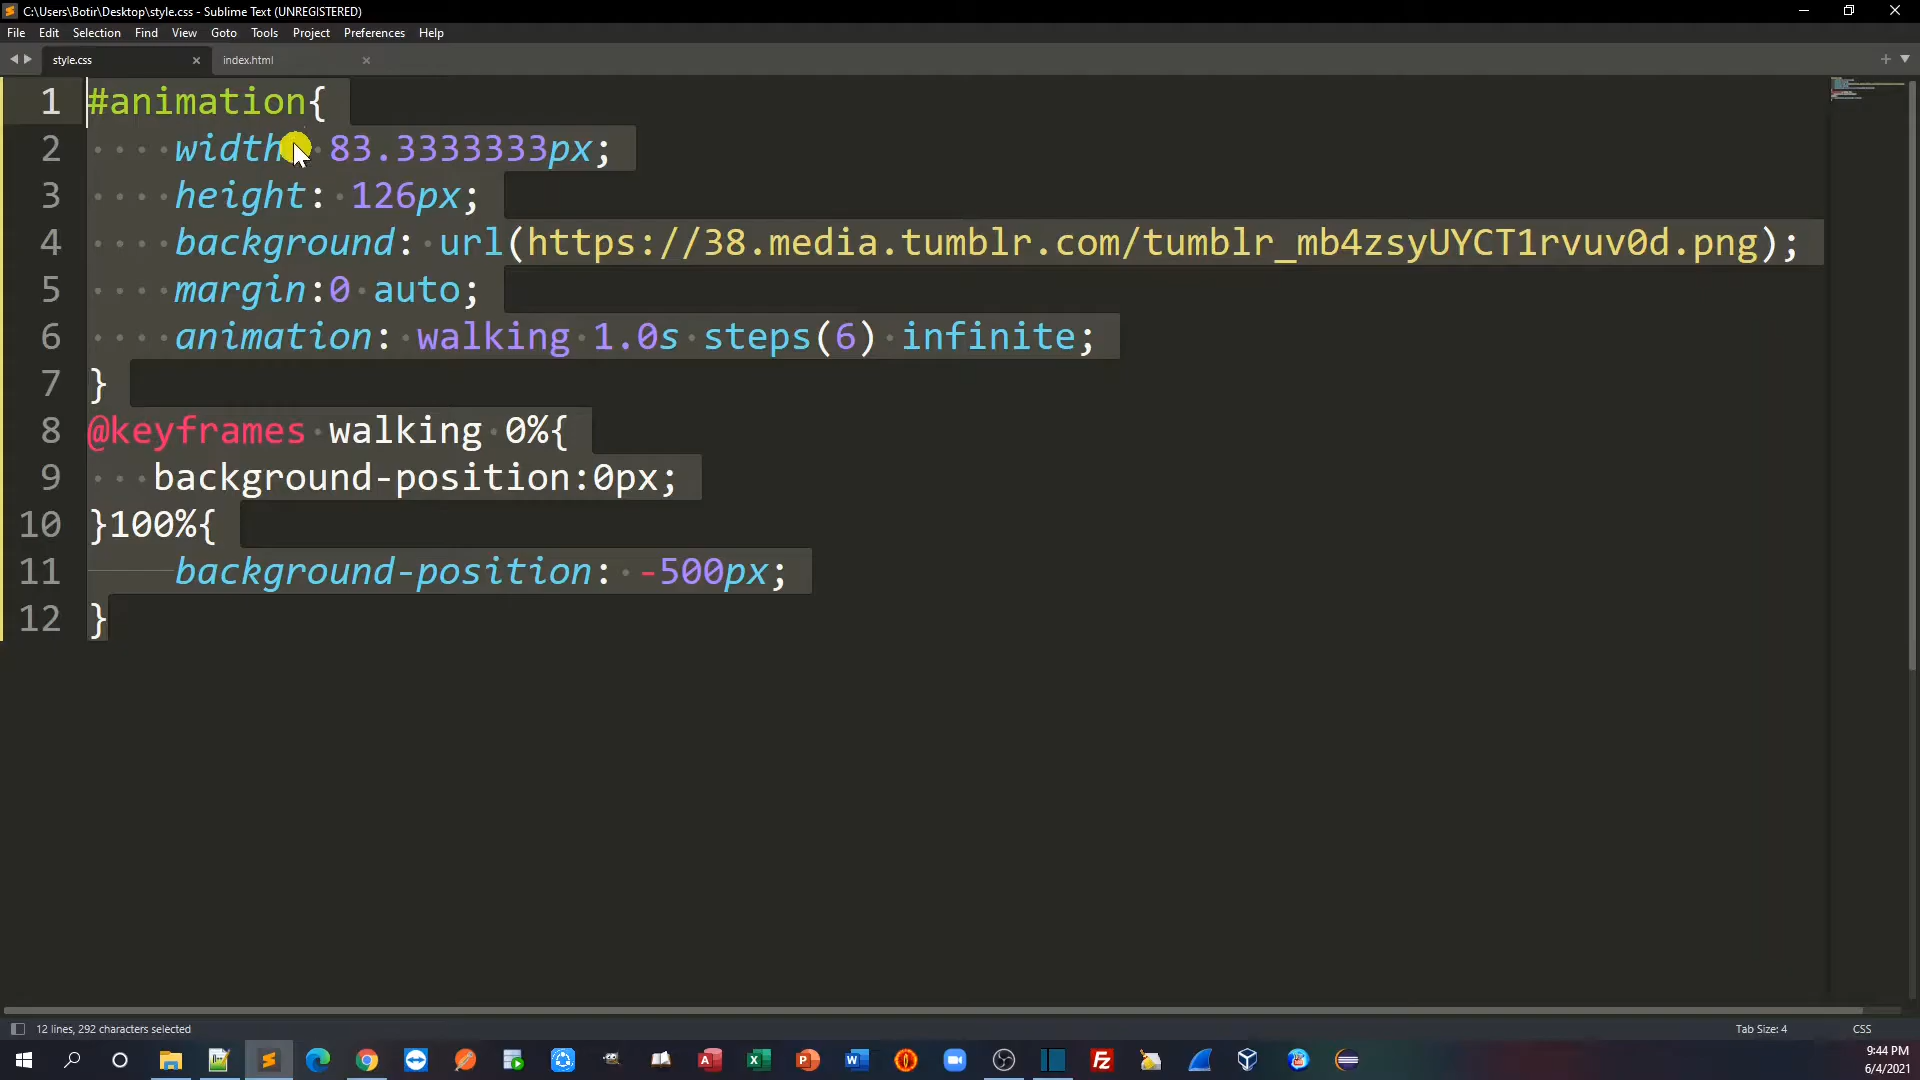 C:\Users\Botir\Desktop\style.css - Sublime Text (UNREGISTERED)
File Edit Selection Find View Goto Tools Project Preferences Help
style.css index.html
1 #animation{
2 width: 83.3333333px;
3 height: 126px;
4 background: url(https://38.media.tumblr.com/tumblr_mb4zsyUYCT1rvuv0d.png);
5 margin:0 auto;
6 animation: walking 1.0s steps(6) infinite;
7 }
8 @keyframes walking 0%{
9 background-position:0px;
10 }100%{
11 background-position: -500px;
12 }
12 lines, 292 characters selected Tab Size: 4 CSS
9:44 PM
6/4/2021